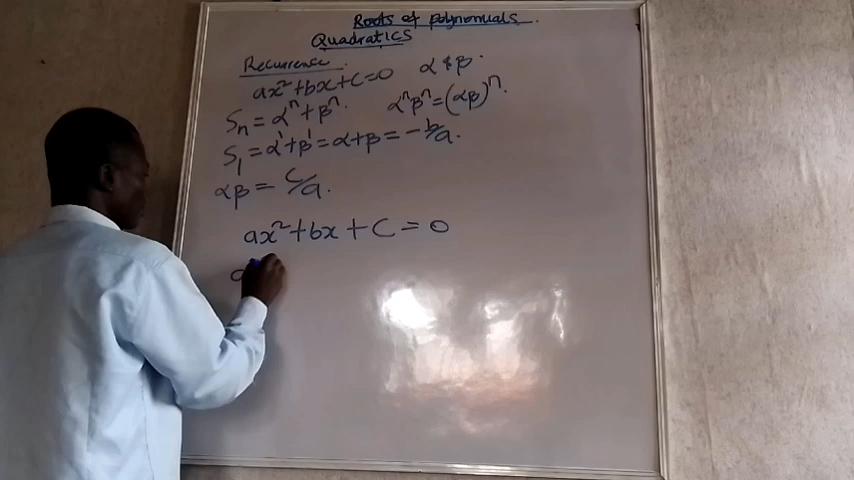 Roots of polynomials.
Quadratics
Recurrence.
ax²+bx+c=0 α & β.
Sₙ = αⁿ+βⁿ. αⁿβⁿ=(αβ)ⁿ.
S₁ = α¹+β¹ = α+β = -b/a.
αβ = c/a.
ax²+bx+c=0
a